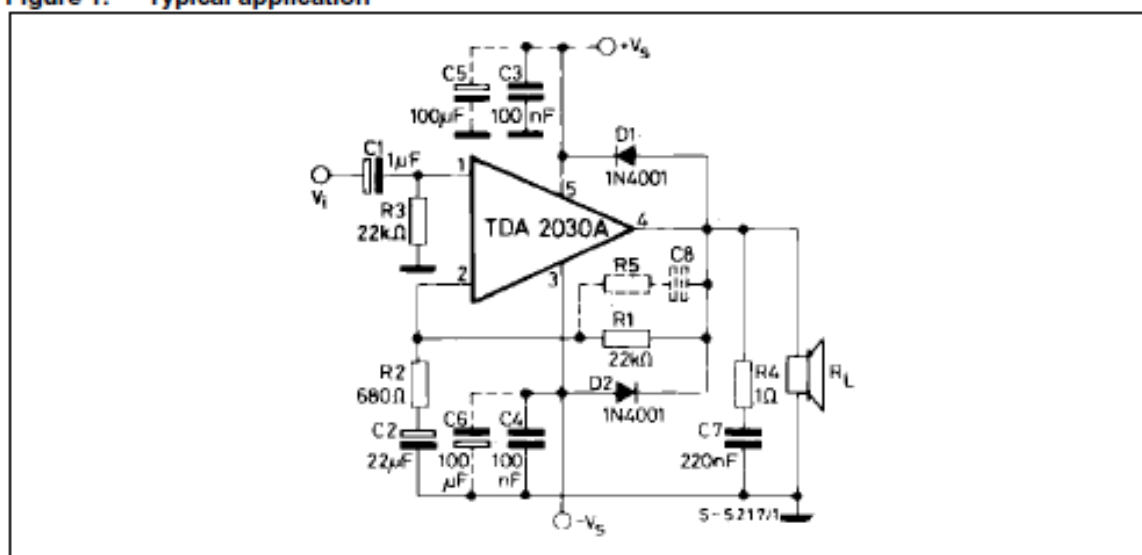 Figure 1. Typical application
+Vs
C5
C3
100µF
100 nF
D1
1N4001
C1
1µF
Vi
1
5
R3
22kΩ
TDA 2030A
4
2
3
R5
C8
R1
22kΩ
R2
680Ω
D2
1N4001
R4
1Ω
RL
C2
22µF
C6
100
µF
C4
100
nF
C7
220nF
S-5217/1
-Vs